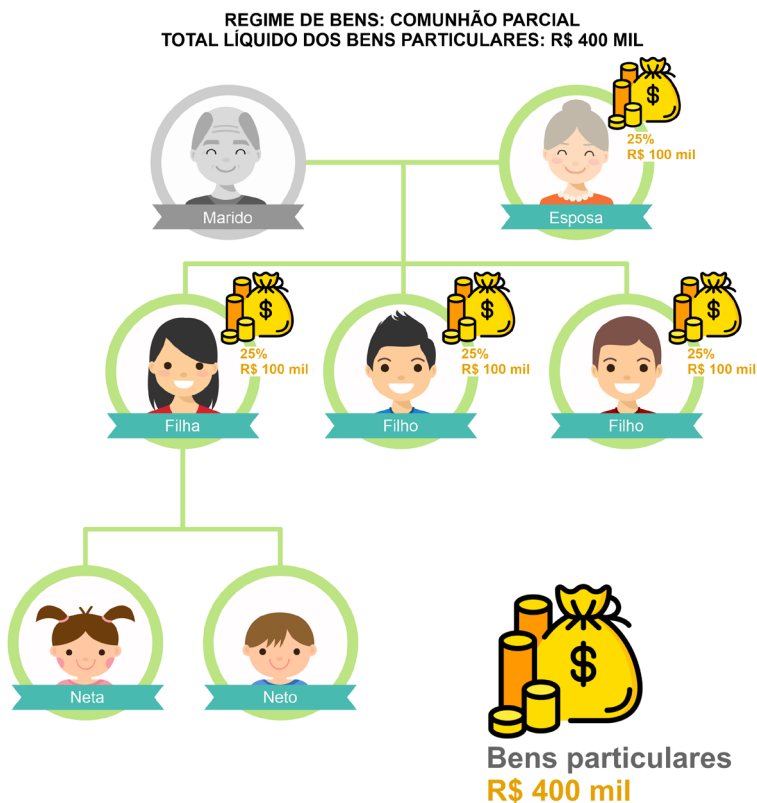 REGIME DE BENS: COMUNHÃO PARCIAL
TOTAL LÍQUIDO DOS BENS PARTICULARES: R$ 400 MIL
$
25%
R$ 100 mil
Marido
Esposa
$
$
$
25%
R$ 100 mil
25%
R$ 100 mil
25%
R$ 100 mil
Filha
Filho
Filho
Neta
Neto
$
Bens particulares
R$ 400 mil